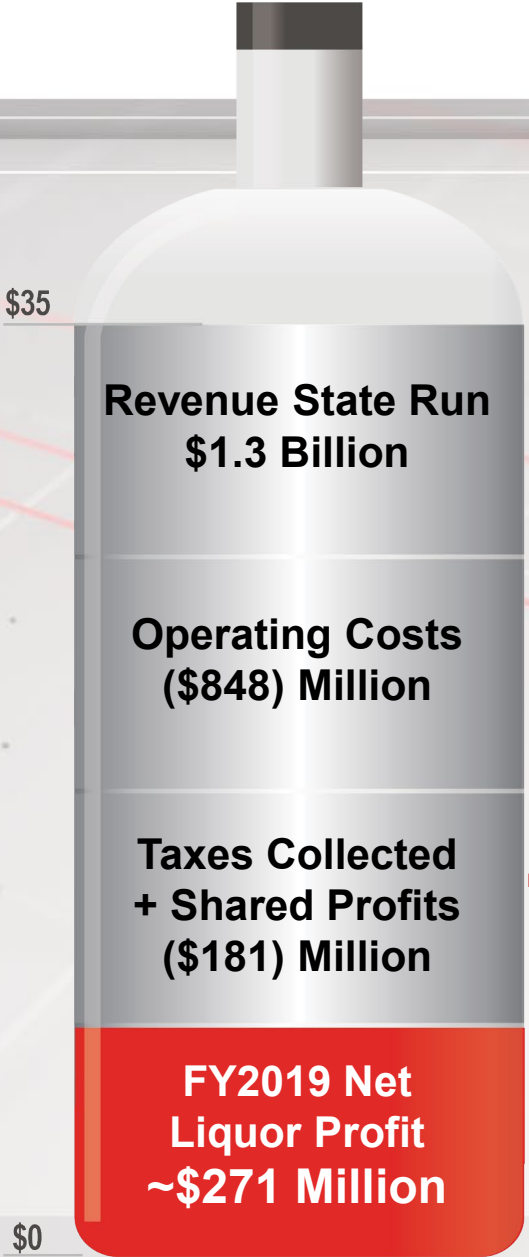 $35
Revenue State Run
$1.3 Billion
Operating Costs
($848) Million
Taxes Collected
+ Shared Profits
($181) Million
FY2019 Net
Liquor Profit
~$271 Million
$0